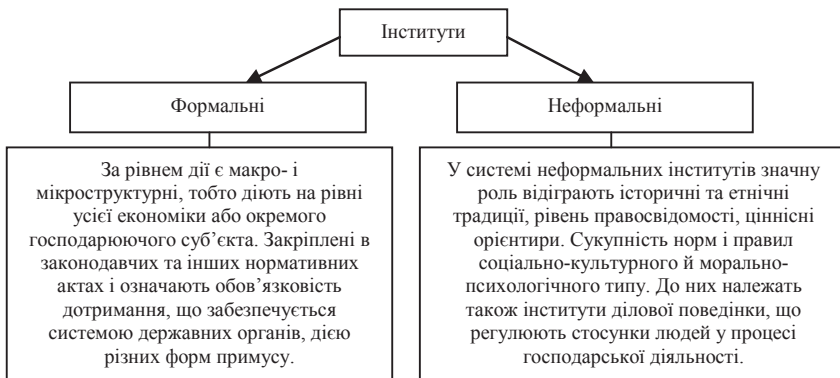 Інститути
Формальні
Неформальні
За рівнем дії є макро- і
мікроструктурні, тобто діють на рівні
усієї економіки або окремого
господарюючого суб’єкта. Закріплені в
законодавчих та інших нормативних
актах і означають обов’язковість
дотримання, що забезпечується
системою державних органів, дією
різних форм примусу.
У системі неформальних інститутів значну
роль відіграють історичні та етнічні
традиції, рівень правосвідомості, ціннісні
орієнтири. Сукупність норм і правил
соціально-культурного й морально-
психологічного типу. До них належать
також інститути ділової поведінки, що
регулюють стосунки людей у процесі
господарської діяльності.